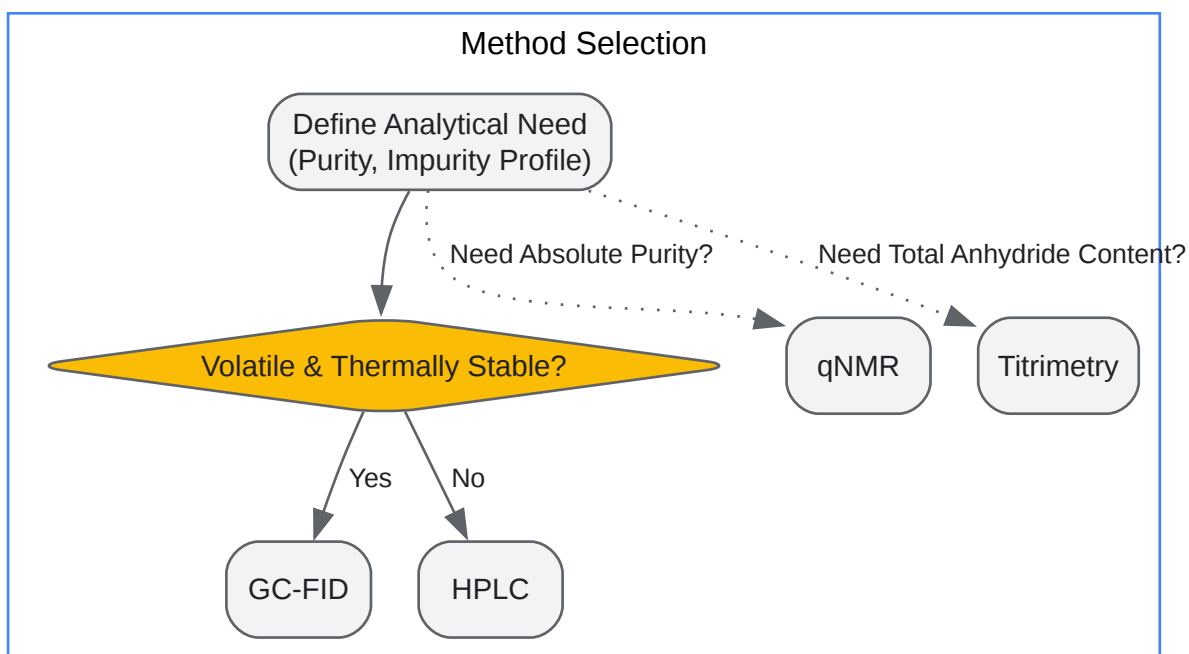 Method Selection
Define Analytical Need
(Purity, Impurity Profile)
Need Absolute Purity?
Need Total Anhydride Content?
Volatile & Thermally Stable?
qNMR
Titrimetry
Yes
No
GC-FID
HPLC